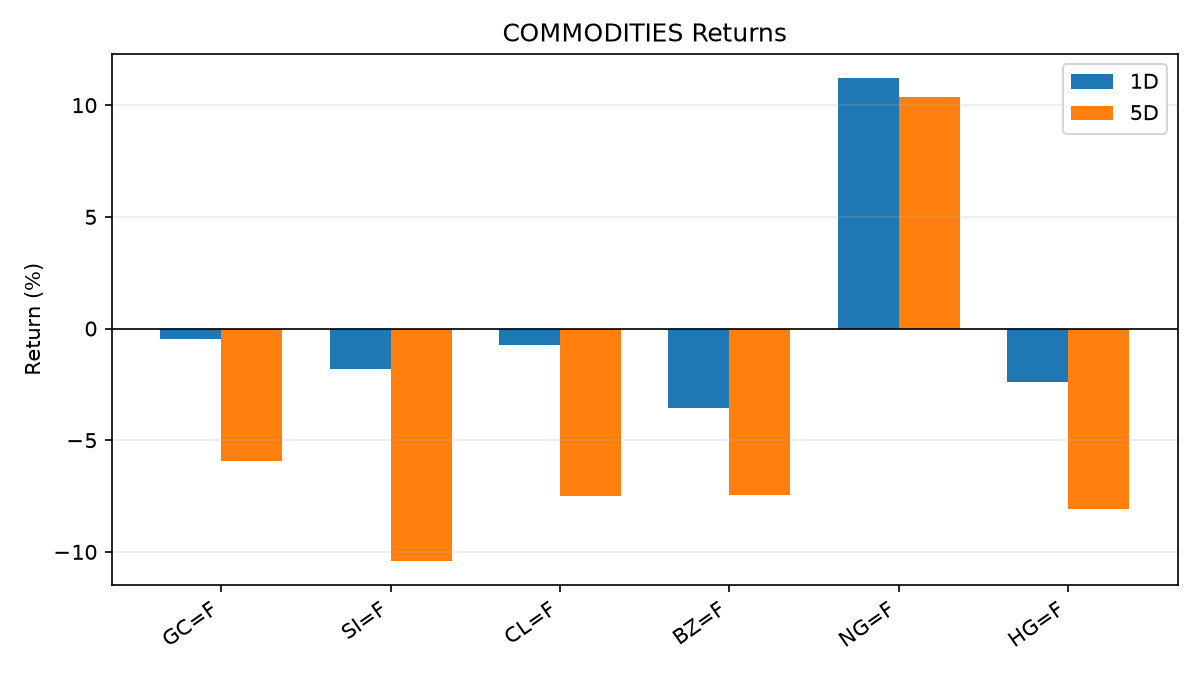 COMMODITIES Returns
1D
5D
Return (%)
10
5
0
−5
−10
GC=F
SI=F
CL=F
BZ=F
NG=F
HG=F